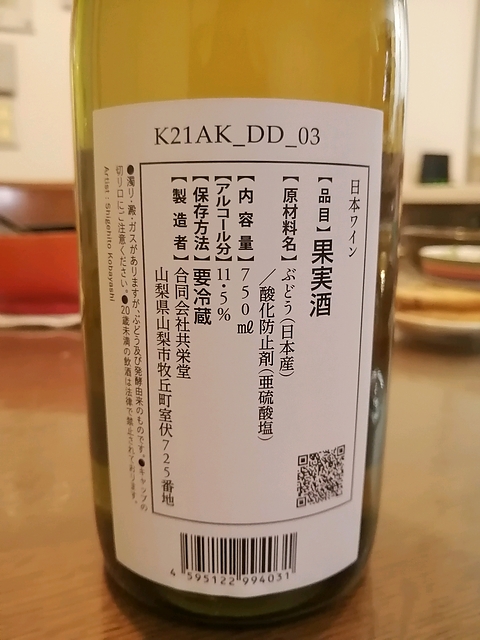 K21AK_DD_03
日本ワイン
【品目】果実酒
【原材料名】ぶどう(日本産)
/酸化防止剤(亜硫酸塩)
【内容量】750㎖
【アルコール分】11.5%
【保存方法】要冷蔵
【製造者】合同会社共栄堂
山梨県山梨市牧丘町室伏725番地
●濁り・澱・ガスがありますが、ぶどう及び発酵由来のものです。●キャップの
切り口にご注意ください。●20歳未満の飲酒は法律で禁止されております。
Artist : Shigehito Kobayashi
4 595122 994031